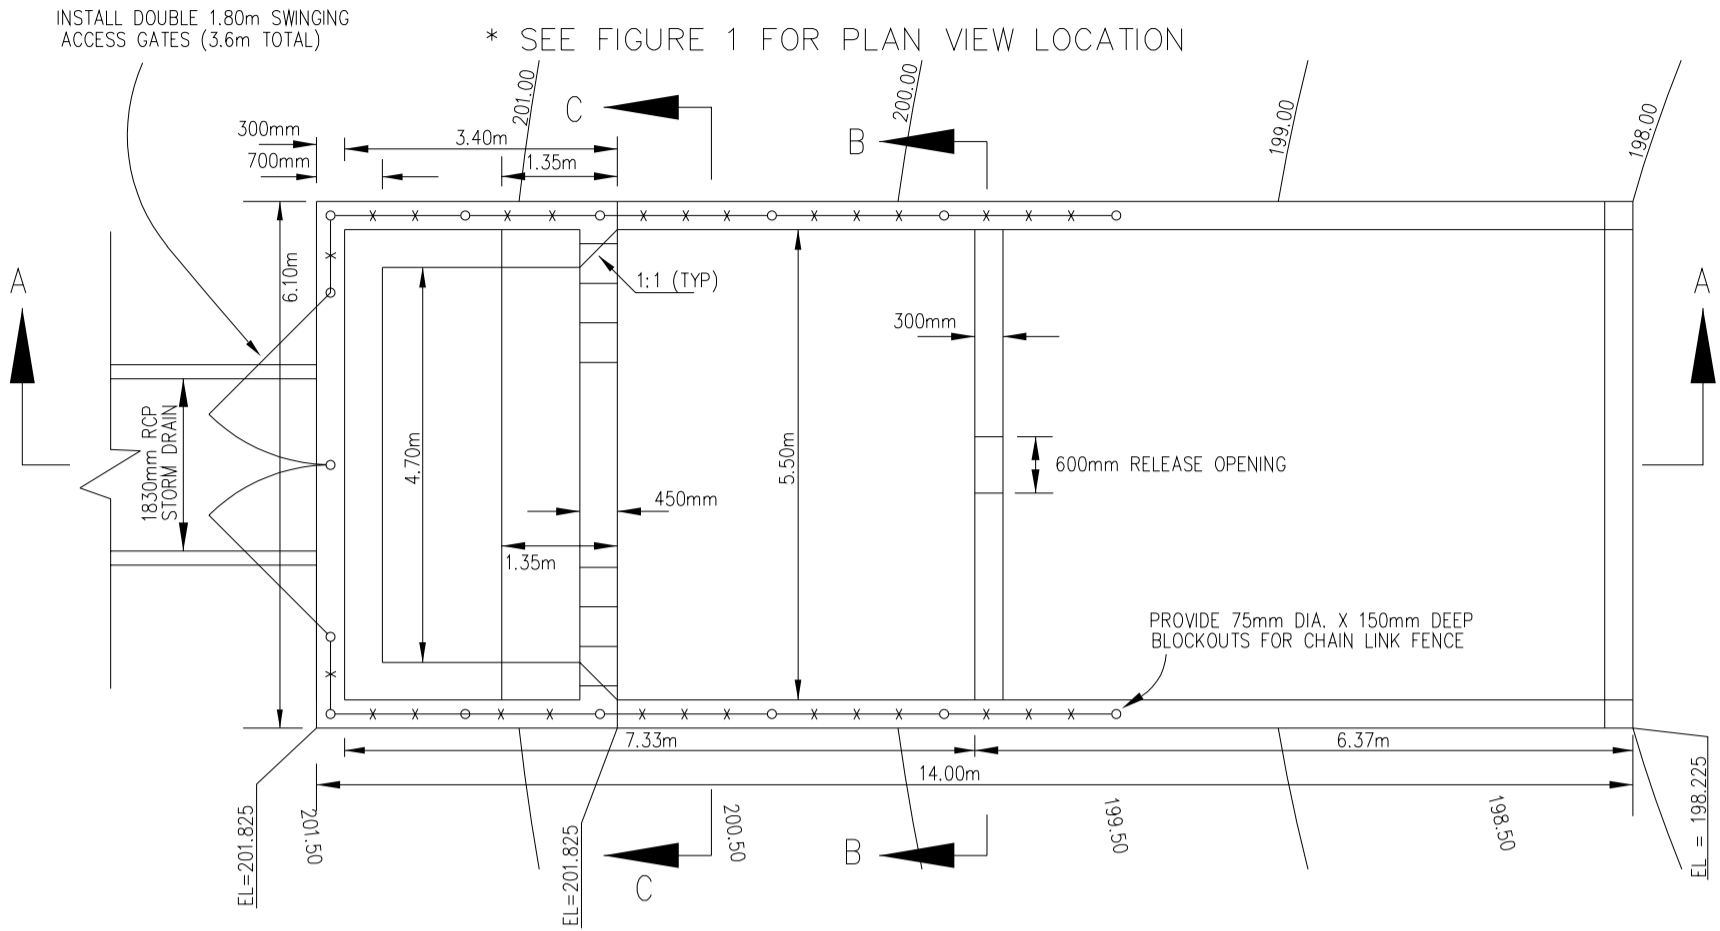 INSTALL DOUBLE 1.80m SWINGING
ACCESS GATES (3.6m TOTAL)
* SEE FIGURE 1 FOR PLAN VIEW LOCATION
201.00
200.00
199.00
198.00
C
B
300mm
3.40m
700mm
1.35m
6.10m
1:1 (TYP)
A
A
300mm
4.70m
5.50m
1830mm RCP
STORM DRAIN
600mm RELEASE OPENING
450mm
1.35m
PROVIDE 75mm DIA. X 150mm DEEP
BLOCKOUTS FOR CHAIN LINK FENCE
7.33m
6.37m
14.00m
EL=201.825
201.50
EL=201.825
200.50
199.50
198.50
EL = 198.225
B
C